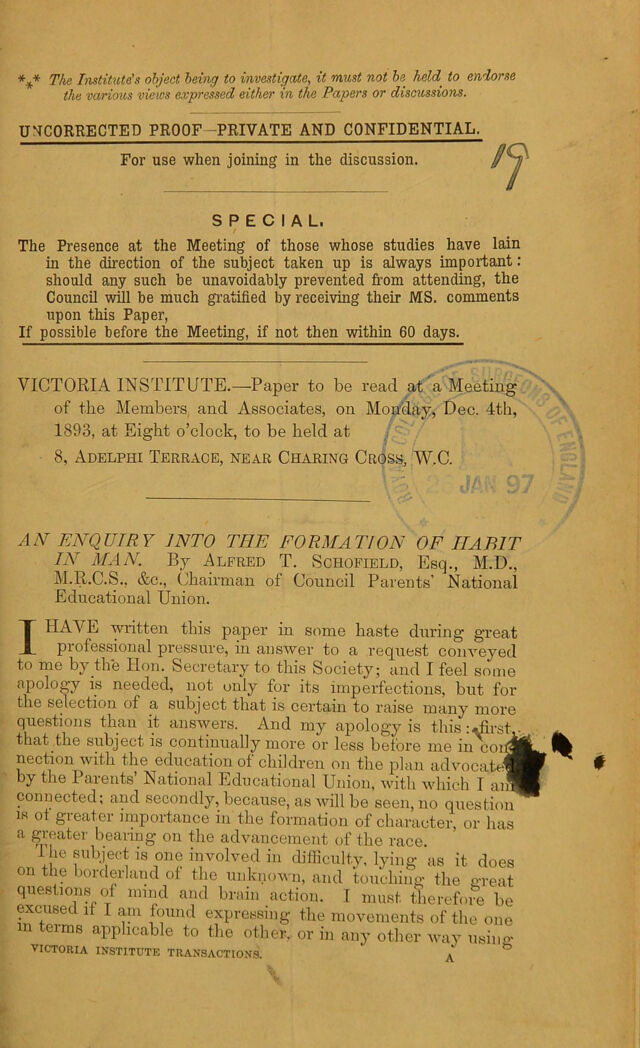 *** The Institute's object being to investigate, it must not be held to endorse
the various views expressed either in the Papers or discussions.
UNCORRECTED PROOF—PRIVATE AND CONFIDENTIAL.
For use when joining in the discussion.
19
SPECIAL.
The Presence at the Meeting of those whose studies have lain
in the direction of the subject taken up is always important:
should any such be unavoidably prevented from attending, the
Council will be much gratified by receiving their MS. comments
upon this Paper,
If possible before the Meeting, if not then within 60 days.
VICTORIA INSTITUTE.—Paper to be read at a Meeting
of the Members and Associates, on Monday, Dec. 4th,
1893, at Eight o'clock, to be held at
8, ADELPHI TERRACE, NEAR CHARING CROSS, W.C.
ROYAL COLLEGE OF SURGEONS OF ENGLAND
JAN 97
AN ENQUIRY INTO THE FORMATION OF HABIT
IN MAN. By ALFRED T. SCHOFIELD, Esq., M.D.,
M.R.C.S., &c., Chairman of Council Parents' National
Educational Union.
I HAVE written this paper in some haste during great
professional pressure, in answer to a request conveyed
to me by the Hon. Secretary to this Society; and I feel some
apology is needed, not only for its imperfections, but for
the selection of a subject that is certain to raise many more
questions than it answers. And my apology is this: first,
that the subject is continually more or less before me in con-
nection with the education of children on the plan advocated
by the Parents' National Educational Union, with which I am
connected; and secondly, because, as will be seen, no question
is of greater importance in the formation of character, or has
a greater bearing on the advancement of the race.
The subject is one involved in difficulty, lying as it does
on the borderland of the unknown, and touching the great
questions of mind and brain action. I must therefore be
excused if I am found expressing the movements of the one
in terms applicable to the other, or in any other way using
VICTORIA INSTITUTE TRANSACTIONS. A